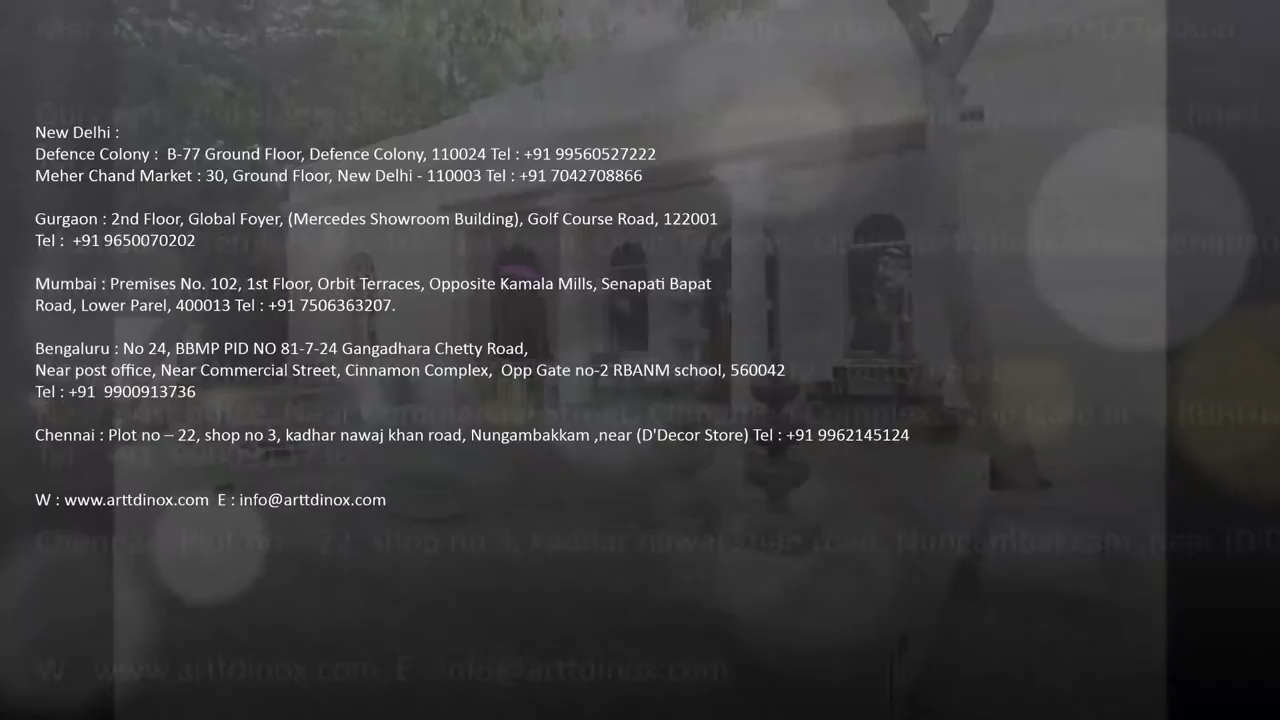 New Delhi :
Defence Colony :  B-77 Ground Floor, Defence Colony, 110024 Tel : +91 99560527222
Meher Chand Market : 30, Ground Floor, New Delhi - 110003 Tel : +91 7042708866
Gurgaon : 2nd Floor, Global Foyer, (Mercedes Showroom Building), Golf Course Road, 122001
Tel :  +91 9650070202
Mumbai : Premises No. 102, 1st Floor, Orbit Terraces, Opposite Kamala Mills, Senapati Bapat
Road, Lower Parel, 400013 Tel : +91 7506363207.
Bengaluru : No 24, BBMP PID NO 81-7-24 Gangadhara Chetty Road,
Near post office, Near Commercial Street, Cinnamon Complex,  Opp Gate no-2 RBANM school, 560042
Tel : +91  9900913736
Chennai : Plot no – 22, shop no 3, kadhar nawaj khan road, Nungambakkam ,near (D'Decor Store) Tel : +91 9962145124
W : www.arttdinox.com  E : info@arttdinox.com